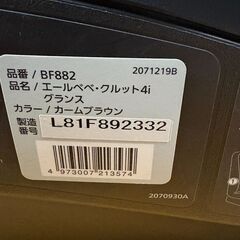 品番 / BF882
2071219B
品名 / エールベベ・クルット4i
グランス
カラー / カームブラウン
製造番号 L81F892332
4 973007 213574
2070930A